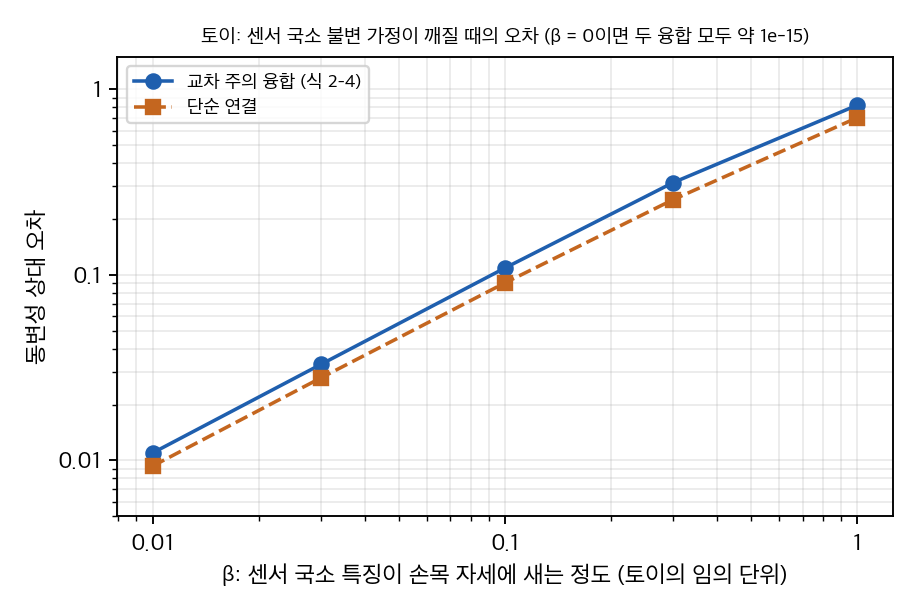 토이: 센서 국소 불변 가정이 깨질 때의 오차 (β = 0이면 두 융합 모두 약 1e-15)
교차 주의 융합 (식 2-4)
단순 연결
동변성 상대 오차
1
0.1
0.01
0.01
0.1
1
β: 센서 국소 특징이 손목 자세에 새는 정도 (토이의 임의 단위)